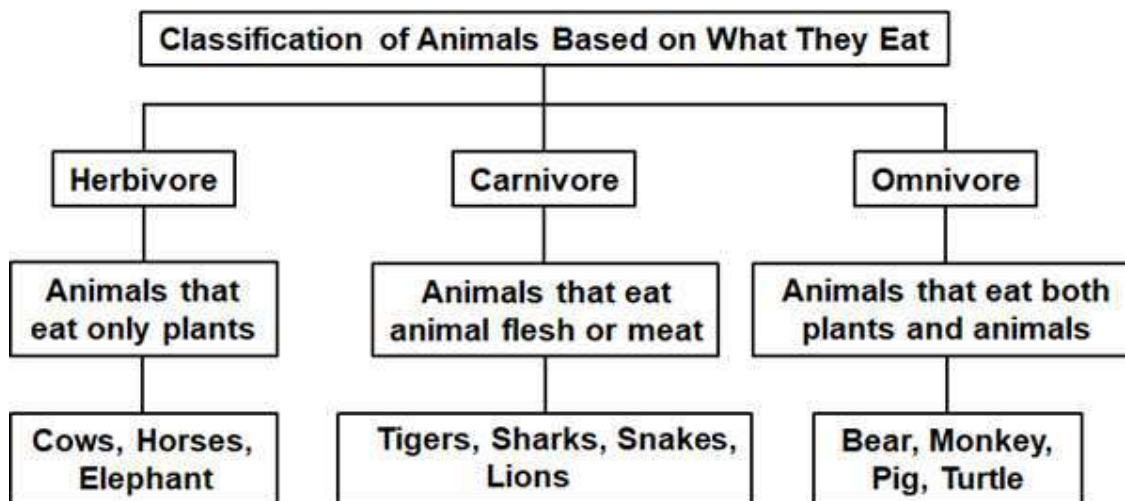 Classification of Animals Based on What They Eat
Herbivore
Carnivore
Omnivore
Animals that
eat only plants
Animals that eat
animal flesh or meat
Animals that eat both
plants and animals
Cows, Horses,
Elephant
Tigers, Sharks, Snakes,
Lions
Bear, Monkey,
Pig, Turtle